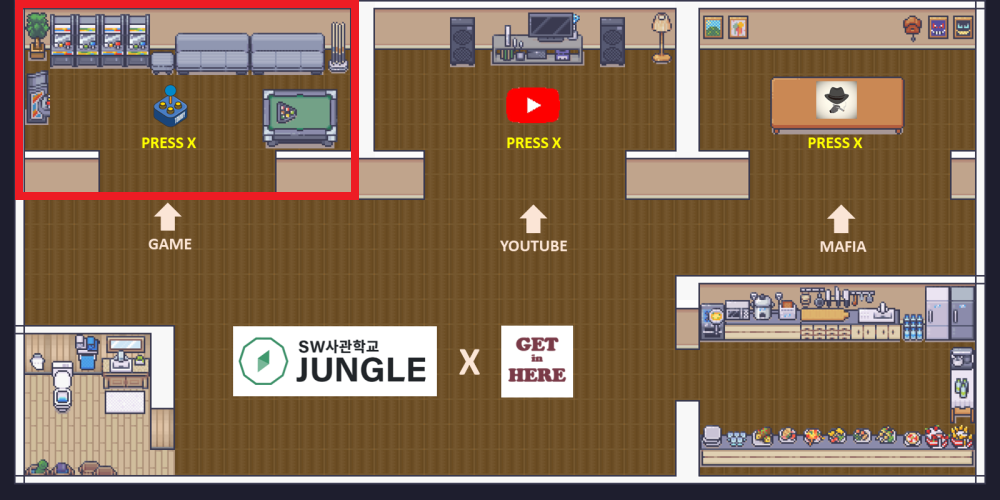 PRESS X
PRESS X
PRESS X
GAME
YOUTUBE
MAFIA
SW사관학교
JUNGLE
X
GET
in
HERE